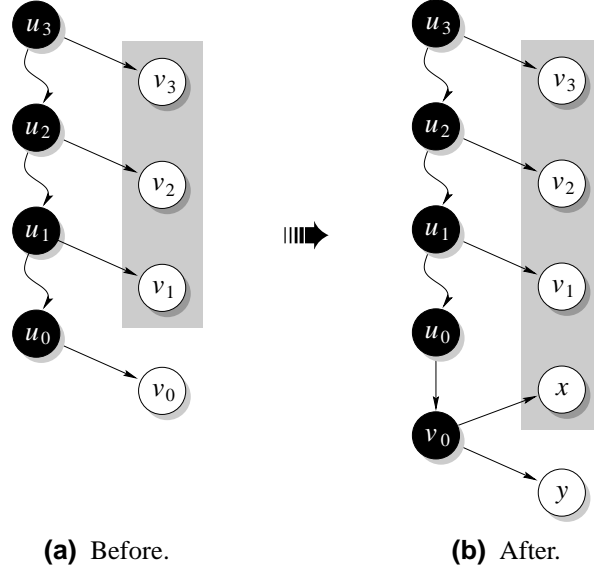 u3
v3
u2
v2
u1
v1
u0
v0
(a) Before.
u3
v3
u2
v2
u1
v1
u0
x
v0
y
(b) After.